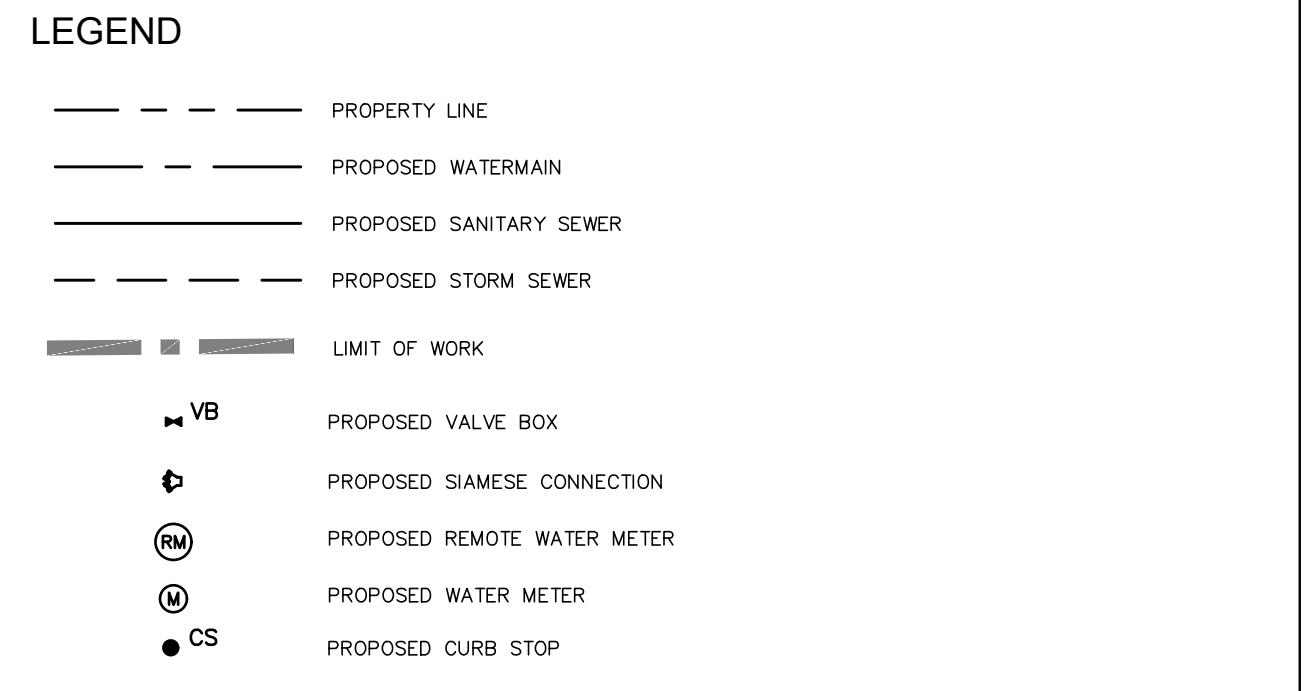 LEGEND
PROPERTY LINE
PROPOSED WATERMAIN
PROPOSED SANITARY SEWER
PROPOSED STORM SEWER
LIMIT OF WORK
VB PROPOSED VALVE BOX
PROPOSED SIAMESE CONNECTION
RM PROPOSED REMOTE WATER METER
M PROPOSED WATER METER
CS PROPOSED CURB STOP